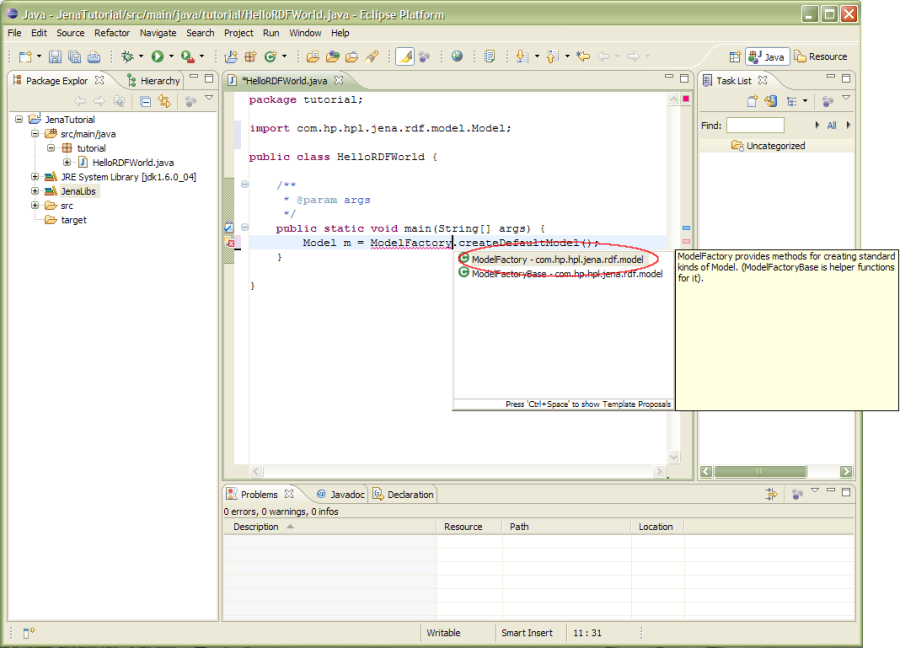 Java - JenaTutorial/src/main/java/tutorial/HelloRDFWorld.java - Eclipse Platform
File Edit Source Refactor Navigate Search Project Run Window Help
Java Resource
Package Explor Hierarchy
JenaTutorial
src/main/java
tutorial
HelloRDFWorld.java
JRE System Library [jdk1.6.0_04]
JenaLibs
src
target
*HelloRDFWorld.java
package tutorial;
import com.hp.hpl.jena.rdf.model.Model;
public class HelloRDFWorld {
/**
* @param args
*/
public static void main(String[] args) {
Model m = ModelFactory.createDefaultModel();
}
}
ModelFactory - com.hp.hpl.jena.rdf.model
ModelFactoryBase - com.hp.hpl.jena.rdf.model
Press 'Ctrl+Space' to show Template Proposals
ModelFactory provides methods for creating standard
kinds of Model. (ModelFactoryBase is helper functions
for it).
Task List
Find: All
Uncategorized
Problems Javadoc Declaration
0 errors, 0 warnings, 0 infos
Description Resource Path Location
Writable Smart Insert 11 : 31